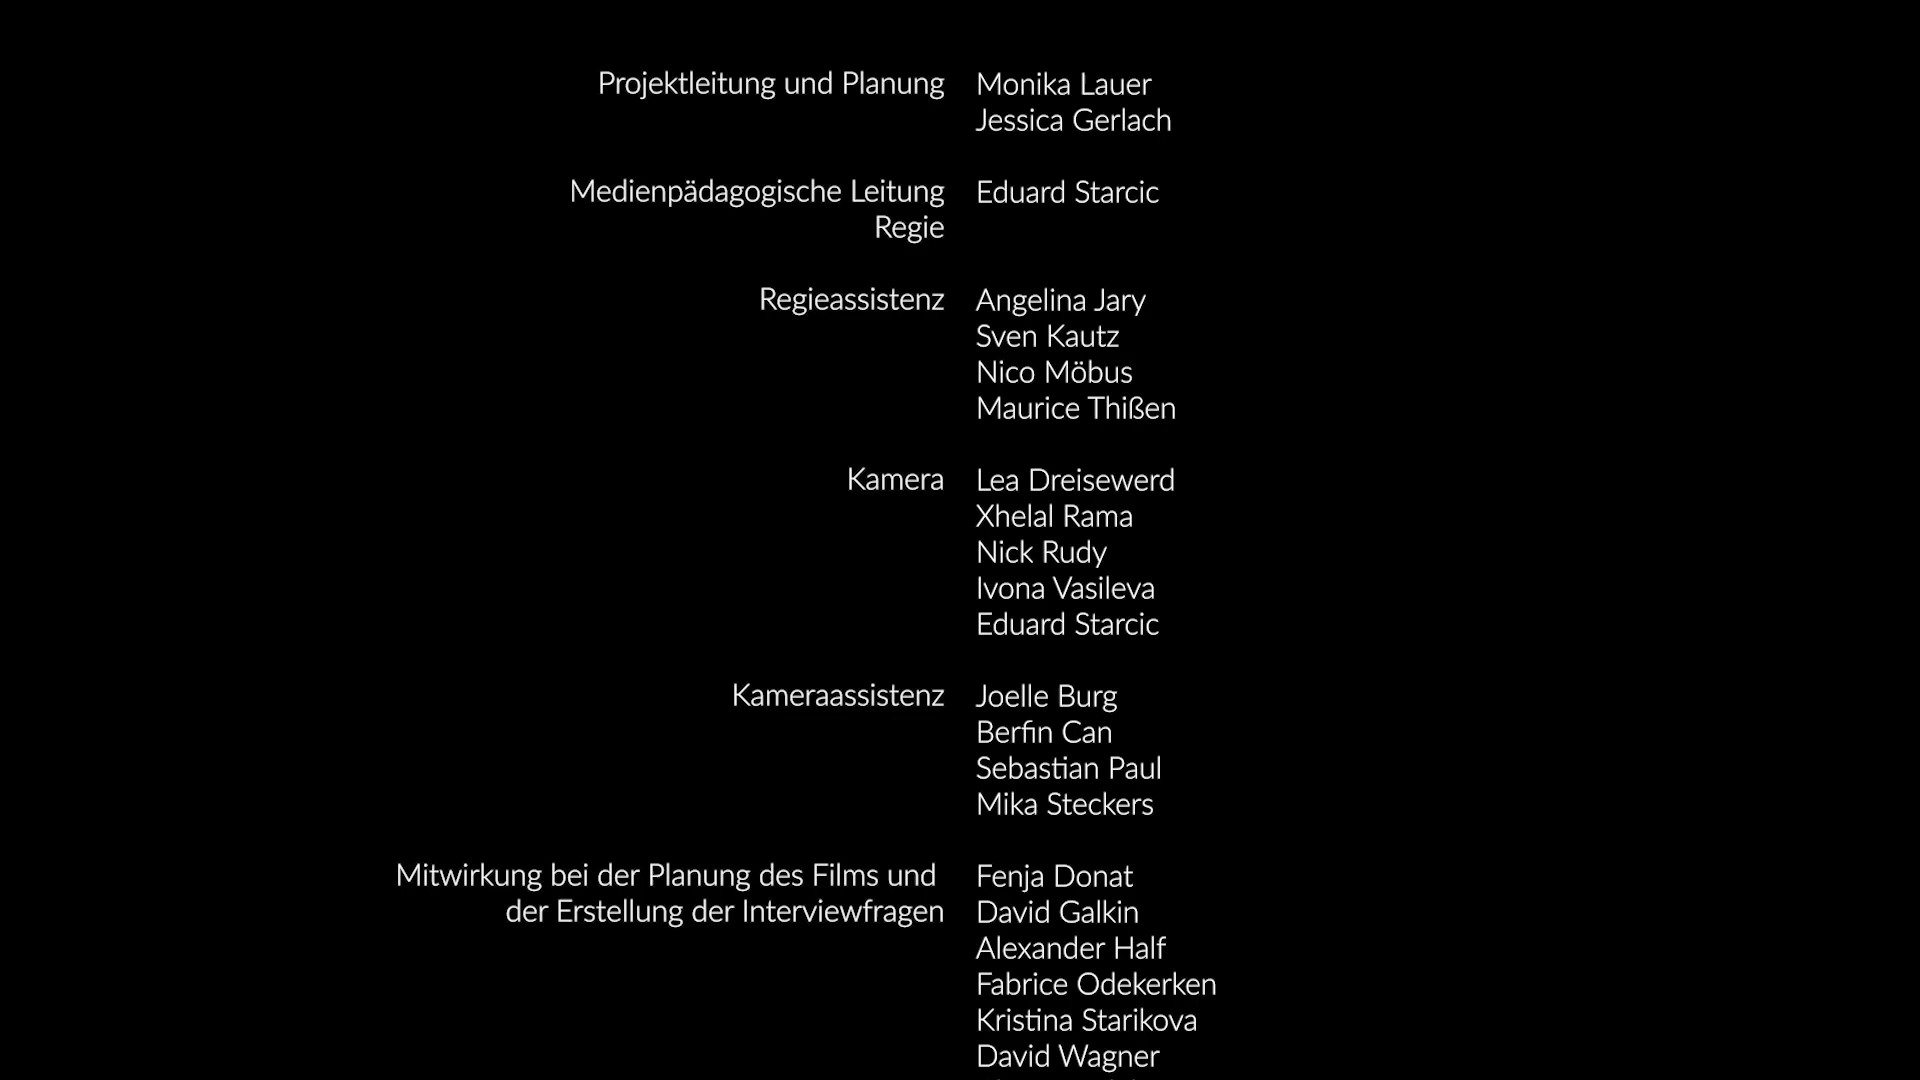 Projektleitung und Planung Monika Lauer
Jessica Gerlach
Medienpädagogische Leitung Eduard Starcic
Regie
Regieassistenz Angelina Jary
Sven Kautz
Nico Möbus
Maurice Thißen
Kamera Lea Dreisewerd
Xhelal Rama
Nick Rudy
Ivona Vasileva
Eduard Starcic
Kameraassistenz Joelle Burg
Berfin Can
Sebastian Paul
Mika Steckers
Mitwirkung bei der Planung des Films und Fenja Donat
der Erstellung der Interviewfragen David Galkin
Alexander Half
Fabrice Odekerken
Kristina Starikova
David Wagner